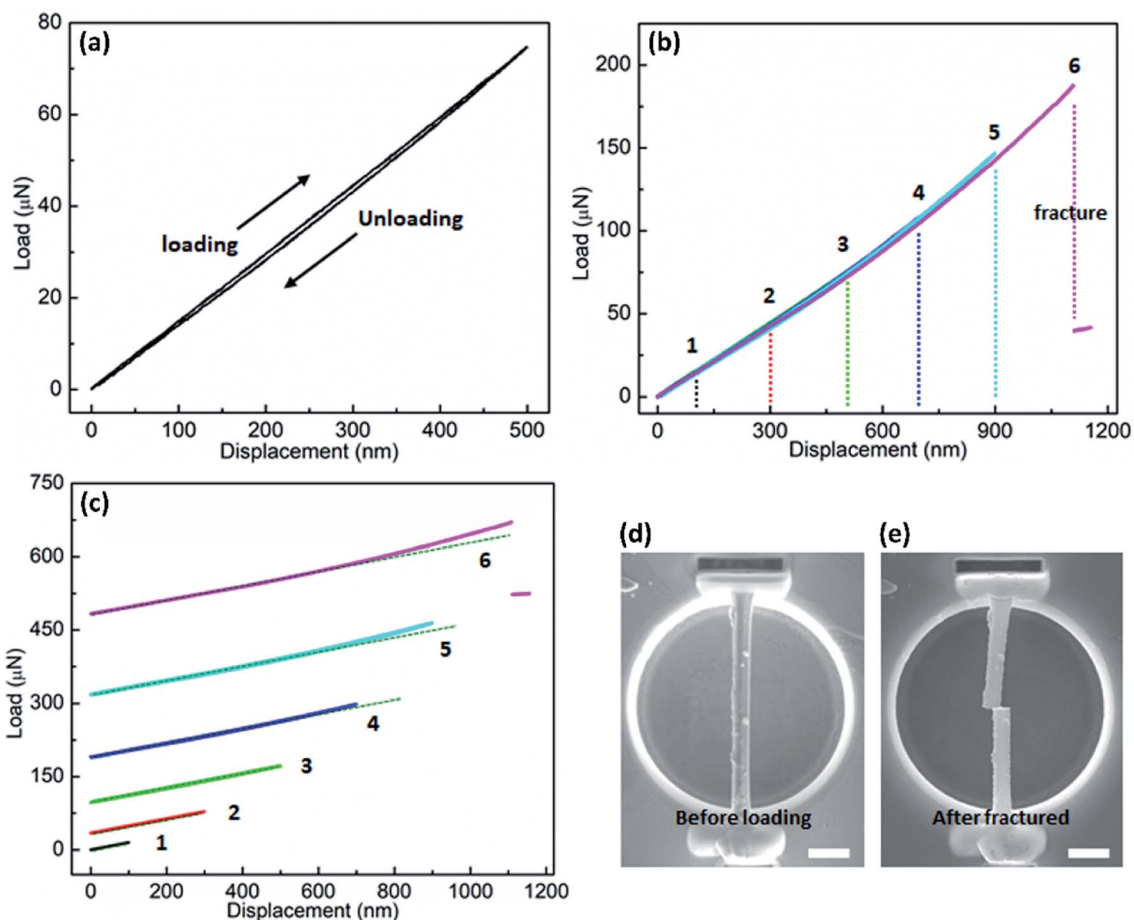 (a)
80
60
40
20
0
Load (μN)
loading
Unloading
0 100 200 300 400 500
Displacement (nm)
(b)
200
150
100
50
0
Load (μN)
1
2
3
4
5
6
fracture
0 300 600 900 1200
Displacement (nm)
(c)
750
600
450
300
150
0
Load (μN)
6
5
4
3
2
1
0 200 400 600 800 1000 1200
Displacement (nm)
(d)
Before loading
(e)
After fractured